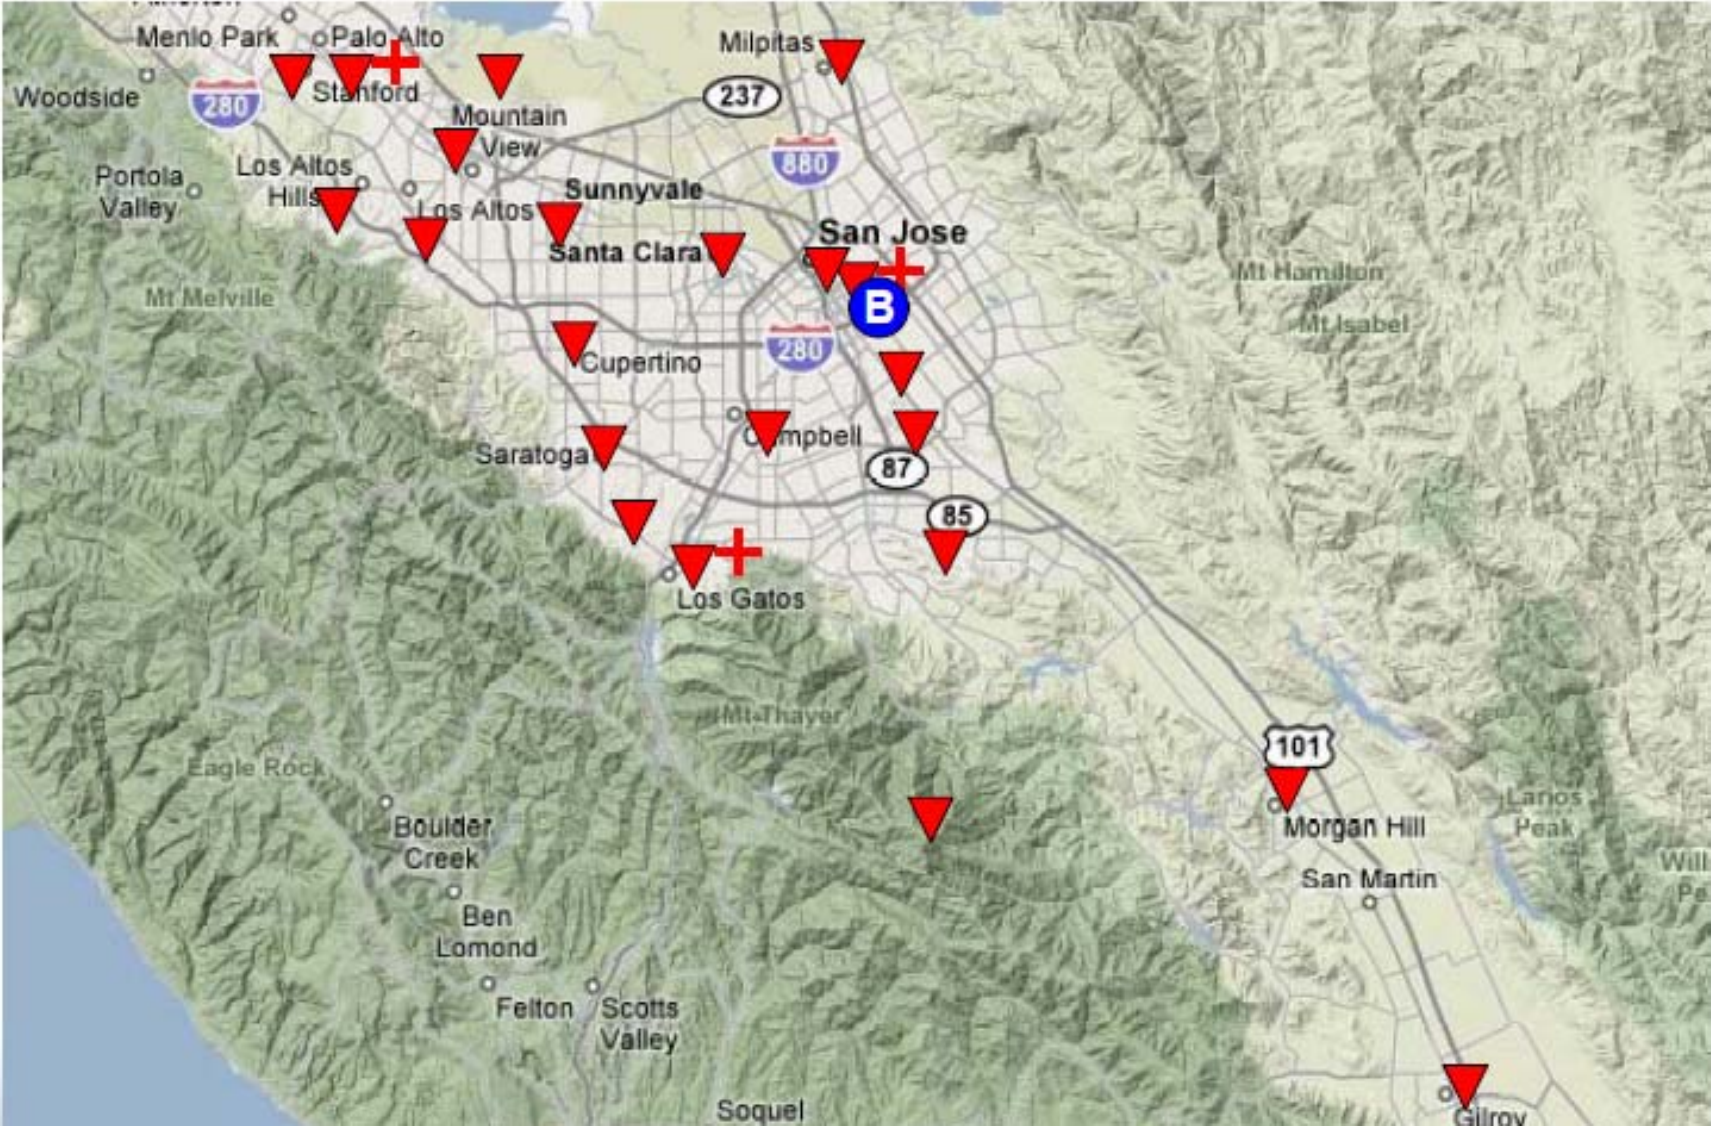 Menlo Park
Palo Alto
Milpitas
Woodside
280
Stanford
237
Mountain
View
880
Los Altos
Hills
Portola
Valley
Sunnyvale
Los Altos
San Jose
Santa Clara
Mt Hamilton
Mt Melville
B
Mt Isabel
280
Cupertino
Campbell
Saratoga
87
85
Los Gatos
Mt Thayer
101
Eagle Rock
Larios
Peak
Boulder
Creek
Morgan Hill
Will
Pe
San Martin
Ben
Lomond
Felton
Scotts
Valley
Soquel
Gilroy